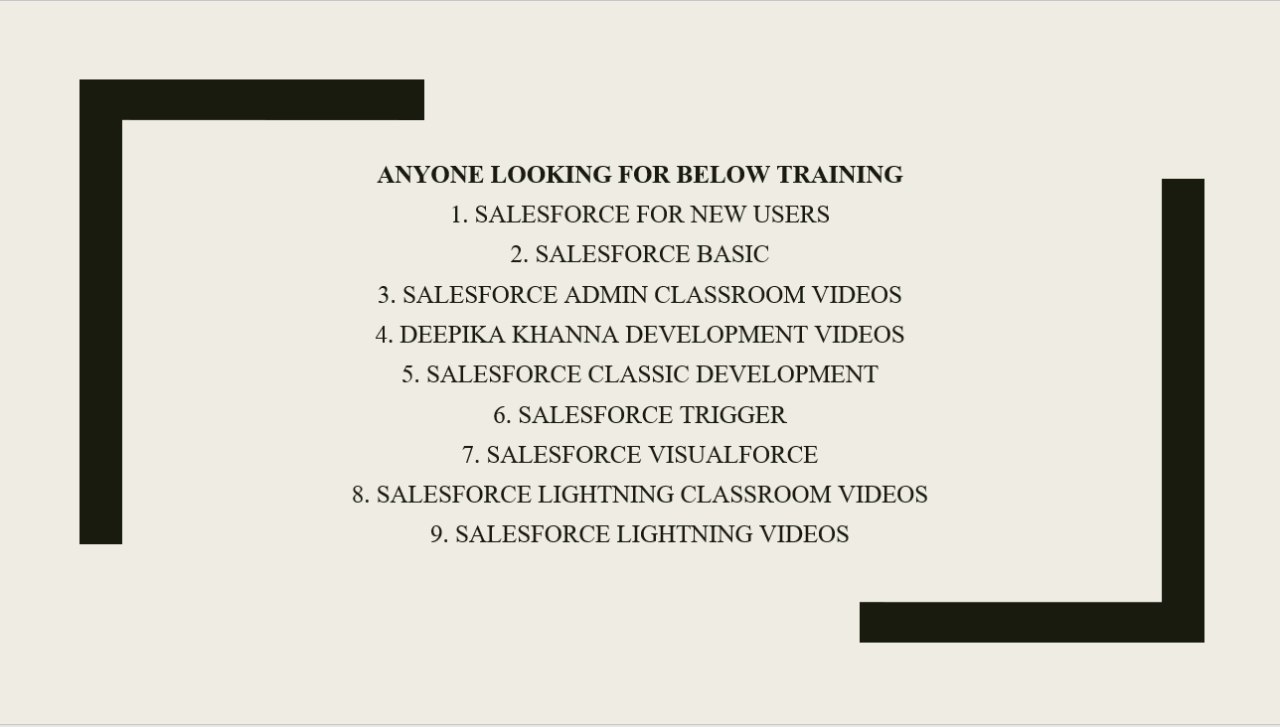 ANYONE LOOKING FOR BELOW TRAINING
1. SALESFORCE FOR NEW USERS
2. SALESFORCE BASIC
3. SALESFORCE ADMIN CLASSROOM VIDEOS
4. DEEPIKA KHANNA DEVELOPMENT VIDEOS
5. SALESFORCE CLASSIC DEVELOPMENT
6. SALESFORCE TRIGGER
7. SALESFORCE VISUALFORCE
8. SALESFORCE LIGHTNING CLASSROOM VIDEOS
9. SALESFORCE LIGHTNING VIDEOS